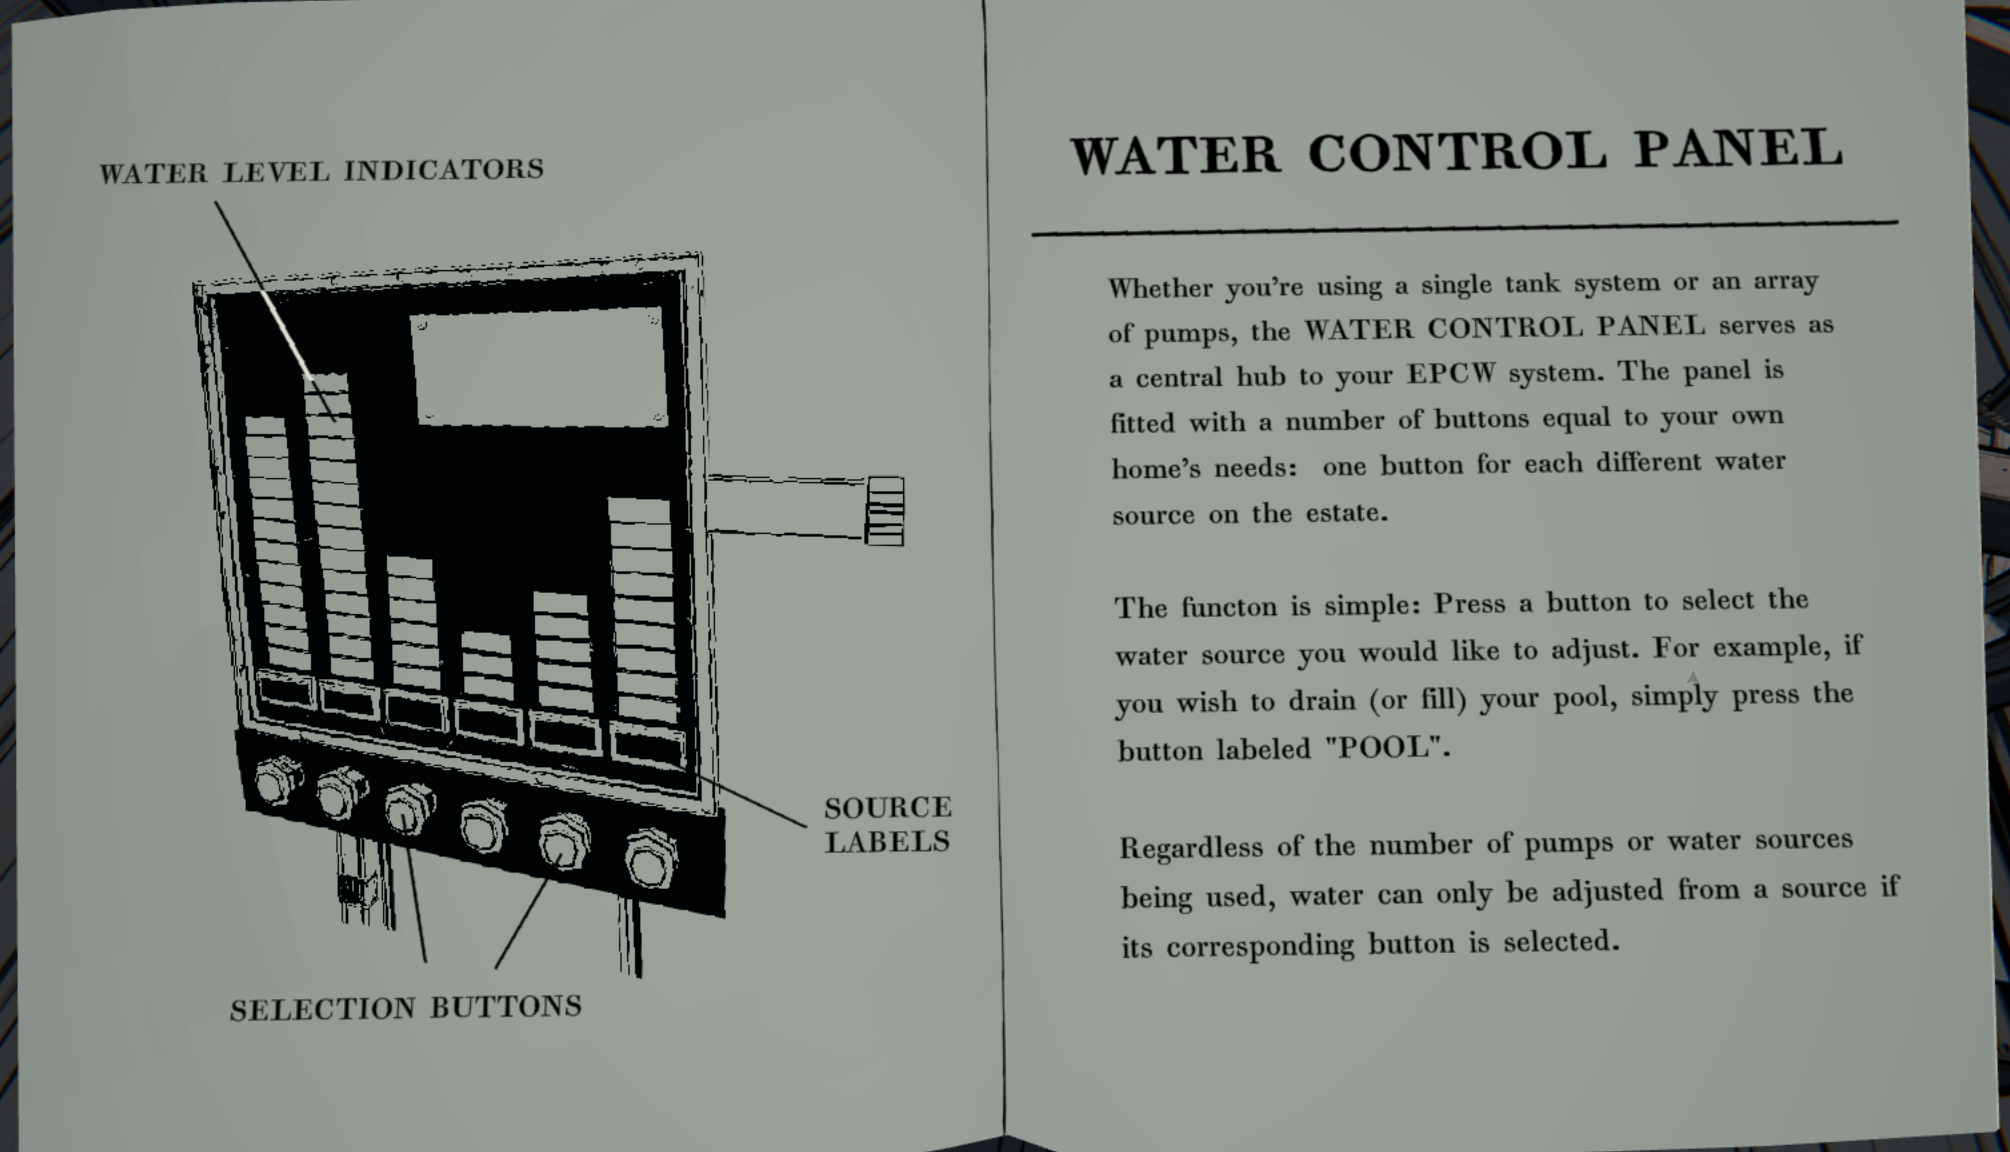 WATER LEVEL INDICATORS
SOURCE
LABELS
SELECTION BUTTONS
WATER CONTROL PANEL
Whether you're using a single tank system or an array
of pumps, the WATER CONTROL PANEL serves as
a central hub to your EPCW system. The panel is
fitted with a number of buttons equal to your own
home's needs: one button for each different water
source on the estate.
The functon is simple: Press a button to select the
water source you would like to adjust. For example, if
you wish to drain (or fill) your pool, simply press the
button labeled "POOL".
Regardless of the number of pumps or water sources
being used, water can only be adjusted from a source if
its corresponding button is selected.